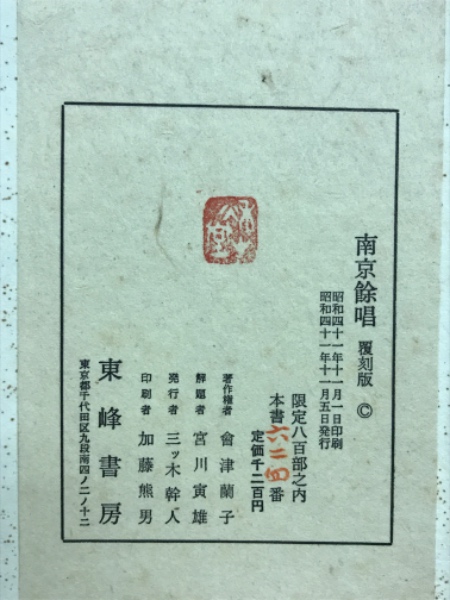 南京餘唱 覆刻版 ©
昭和四十一年十一月一日印刷
昭和四十一年十一月五日発行
限定八百部之内
本書六二四番
定価千二百円
著作権者 會津蘭子
解題者 宮川寅雄
発行者 三ッ木幹人
印刷者 加藤熊男
東峰書房
東京都千代田区九段南四ノ二ノ十二